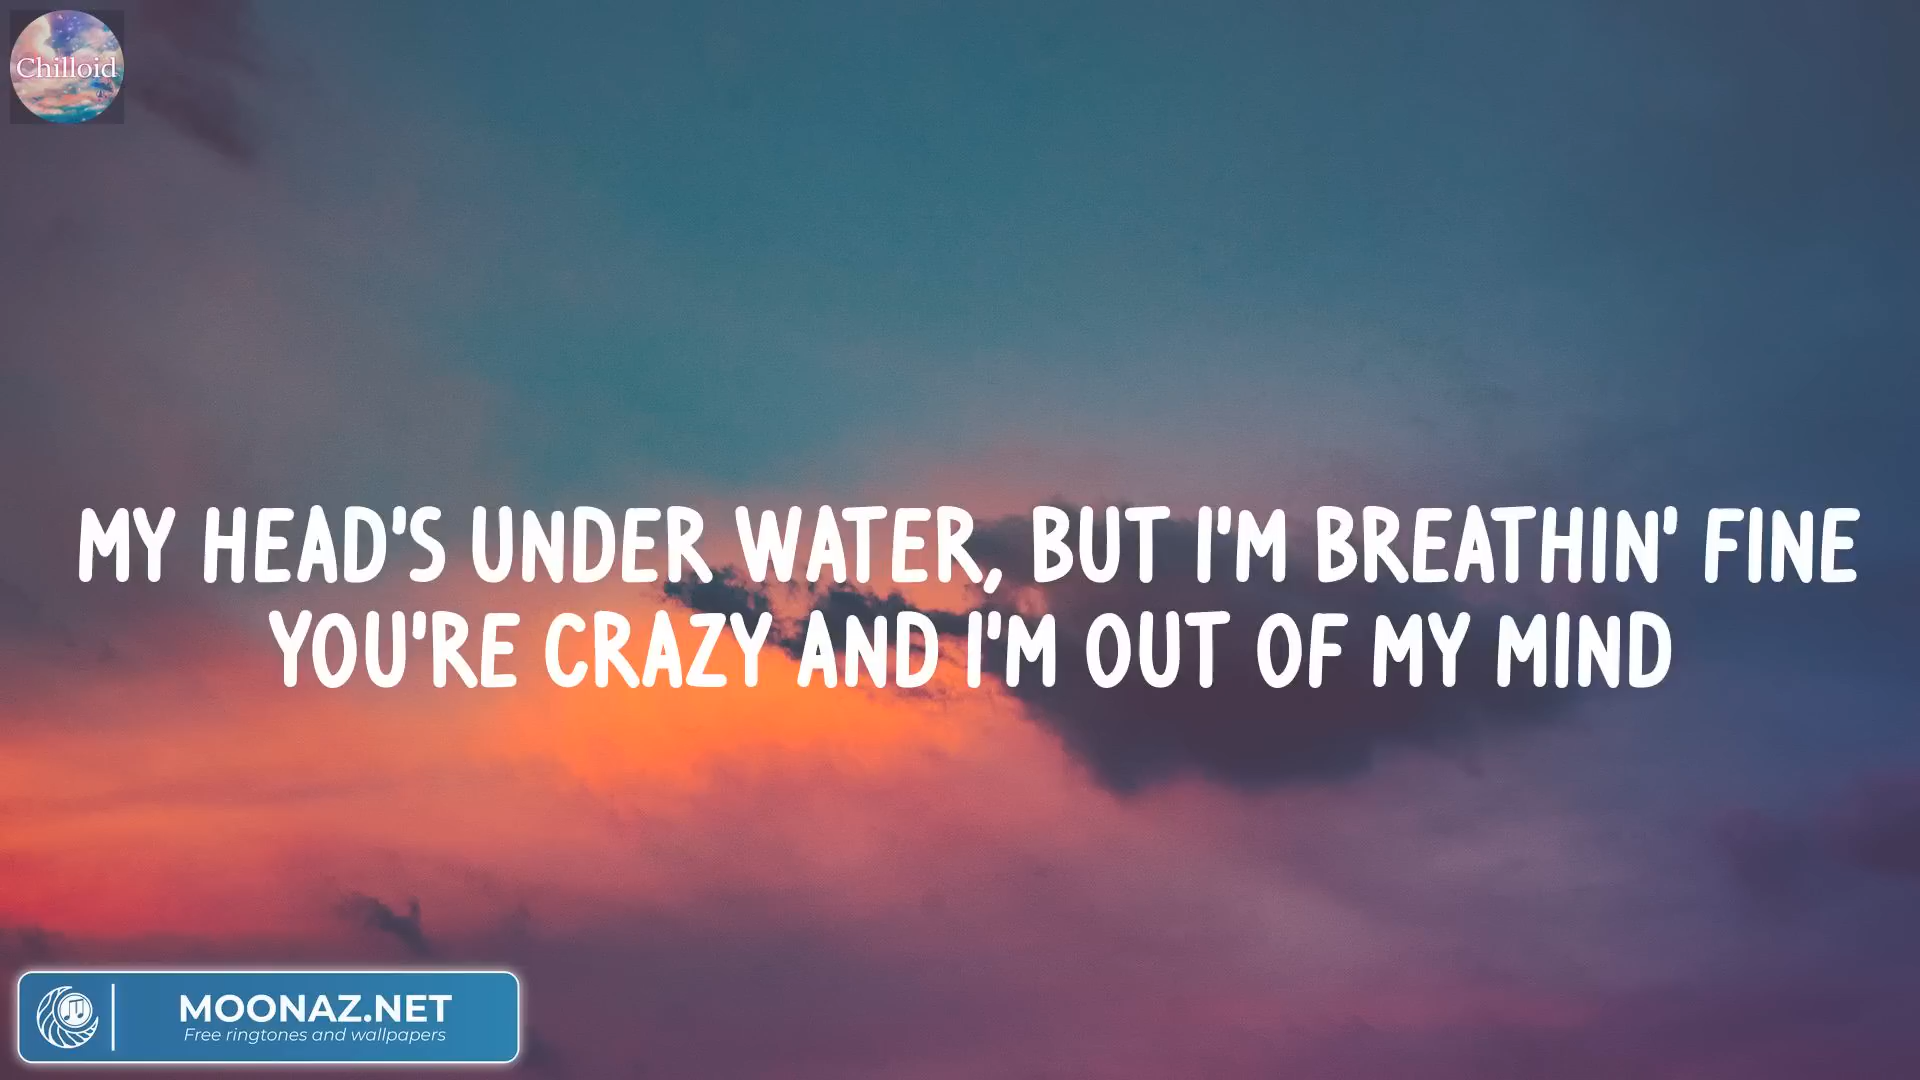 Chilloid
MY HEAD'S UNDER WATER, BUT I'M BREATHIN' FINE
YOU'RE CRAZY AND I'M OUT OF MY MIND
MOONAZ.NET
Free ringtones and wallpapers